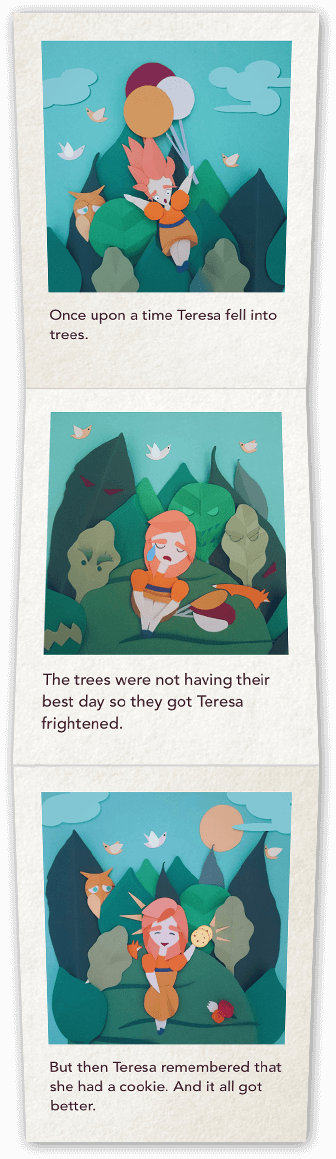 Once upon a time Teresa fell into
trees.
The trees were not having their
best day so they got Teresa
frightened.
But then Teresa remembered that
she had a cookie. And it all got
better.